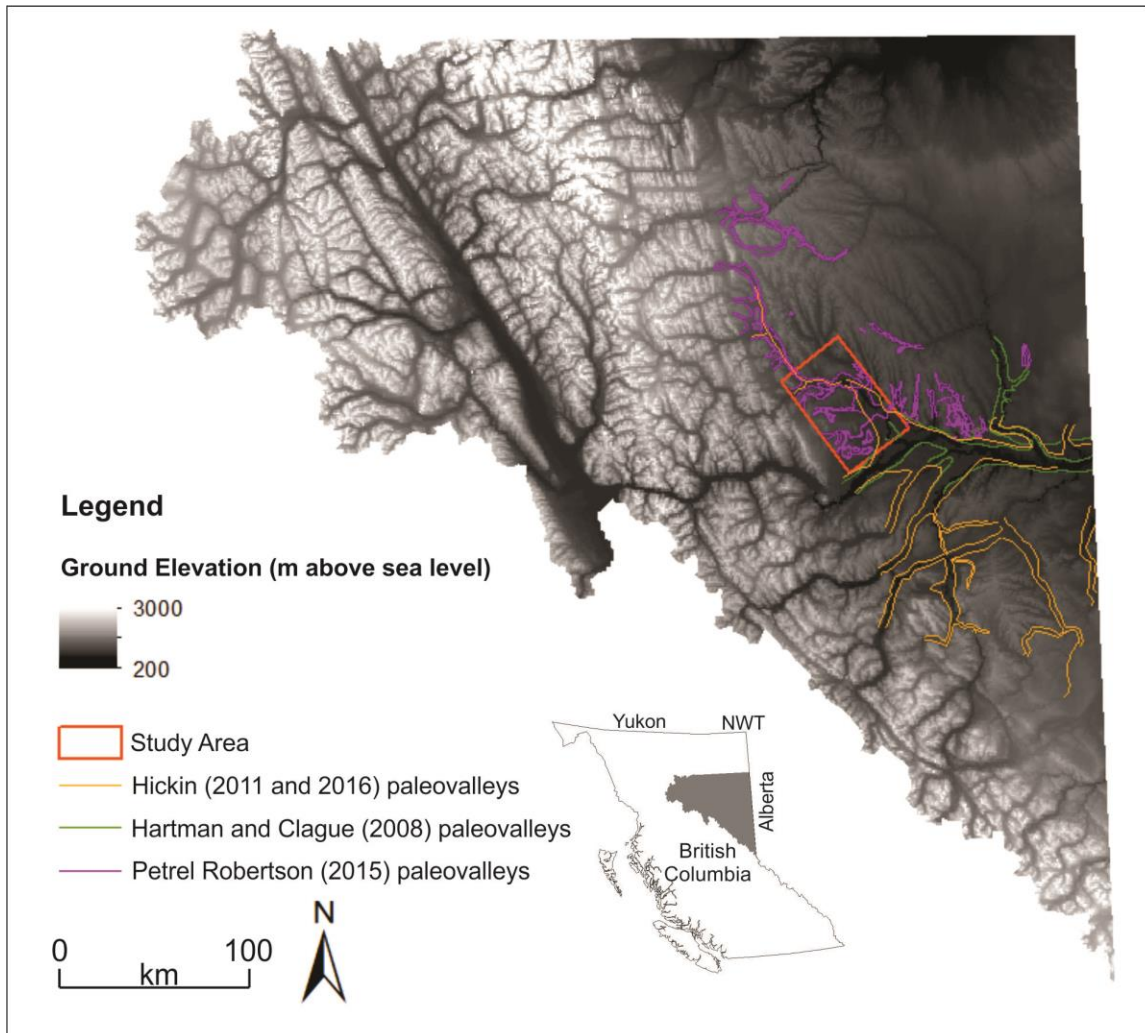 Legend
Ground Elevation (m above sea level)
3000
200
Study Area
Hickin (2011 and 2016) paleovalleys
Hartman and Clague (2008) paleovalleys
Petrel Robertson (2015) paleovalleys
N
0 100
km
Yukon NWT
Alberta
British
Columbia